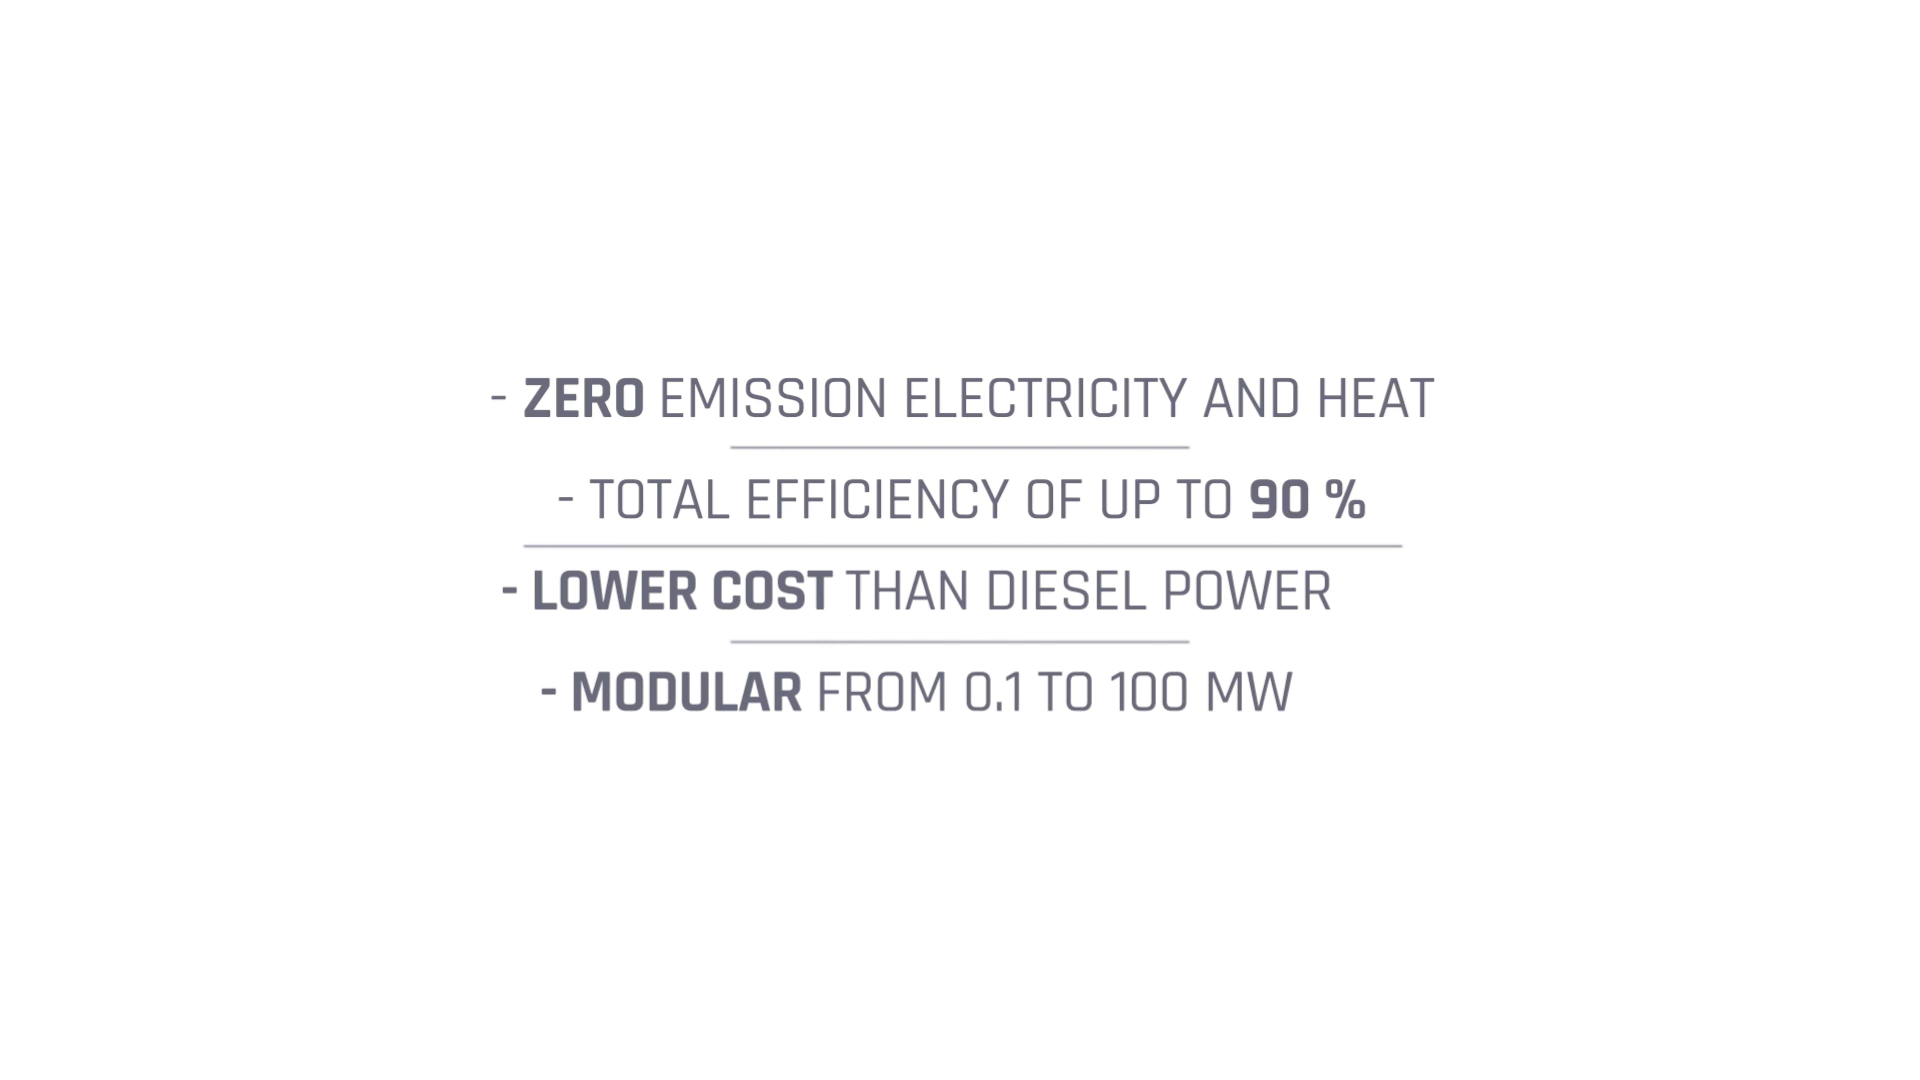 - ZERO EMISSION ELECTRICITY AND HEAT
- TOTAL EFFICIENCY OF UP TO 90 %
- LOWER COST THAN DIESEL POWER
- MODULAR FROM 0.1 TO 100 MW